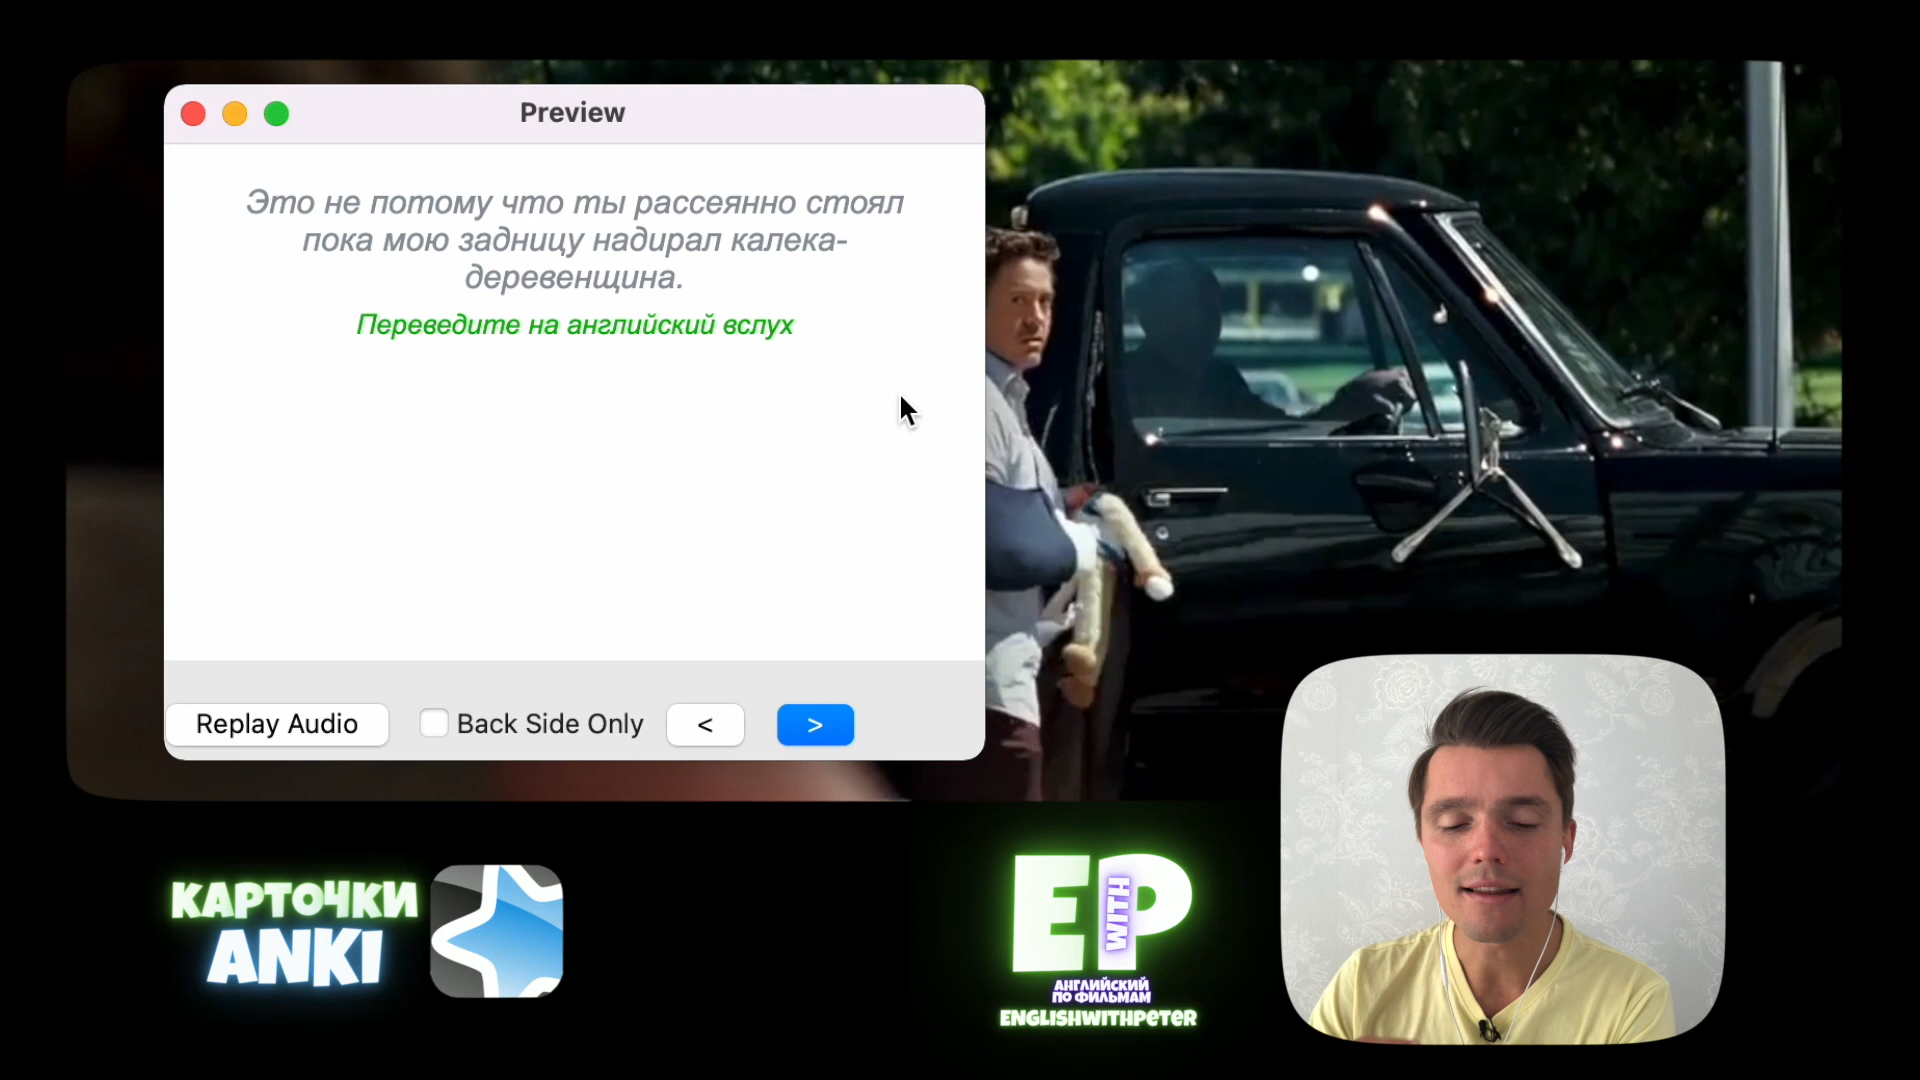 Preview
Это не потому что ты рассеянно стоял
пока мою задницу надирал калека-
деревенщина.
Переведите на английский вслух
Replay Audio
Back Side Only
<
>
КАРТОЧКИ
ANKI
EP
WITH
АНГЛИЙСКИЙ
ПО ФИЛЬМАМ
ENGLISHWITHPETER